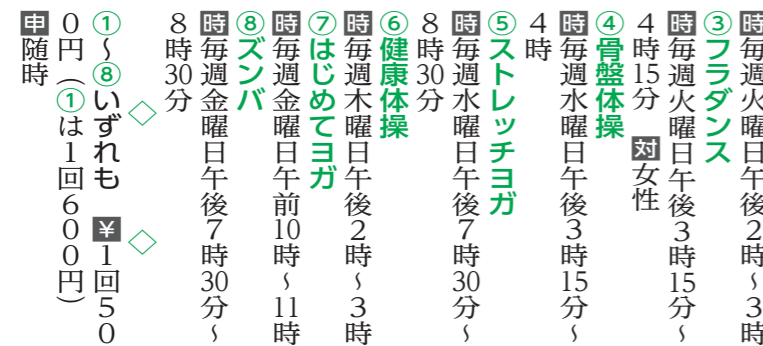 時毎週火曜日午後2時〜3時
③フラダンス
時毎週火曜日午後3時15分〜
4時15分　対女性
④骨盤体操
時毎週水曜日午後3時15分〜
4時
⑤ストレッチヨガ
時毎週水曜日午後7時30分〜
8時30分
⑥健康体操
時毎週木曜日午後2時〜3時
⑦はじめてヨガ
時毎週金曜日午前10時〜11時
⑧ズンバ
時毎週金曜日午後7時30分〜
8時30分
◇　◇
①〜⑧いずれも　¥1回50
0円（①は1回600円）
申随時